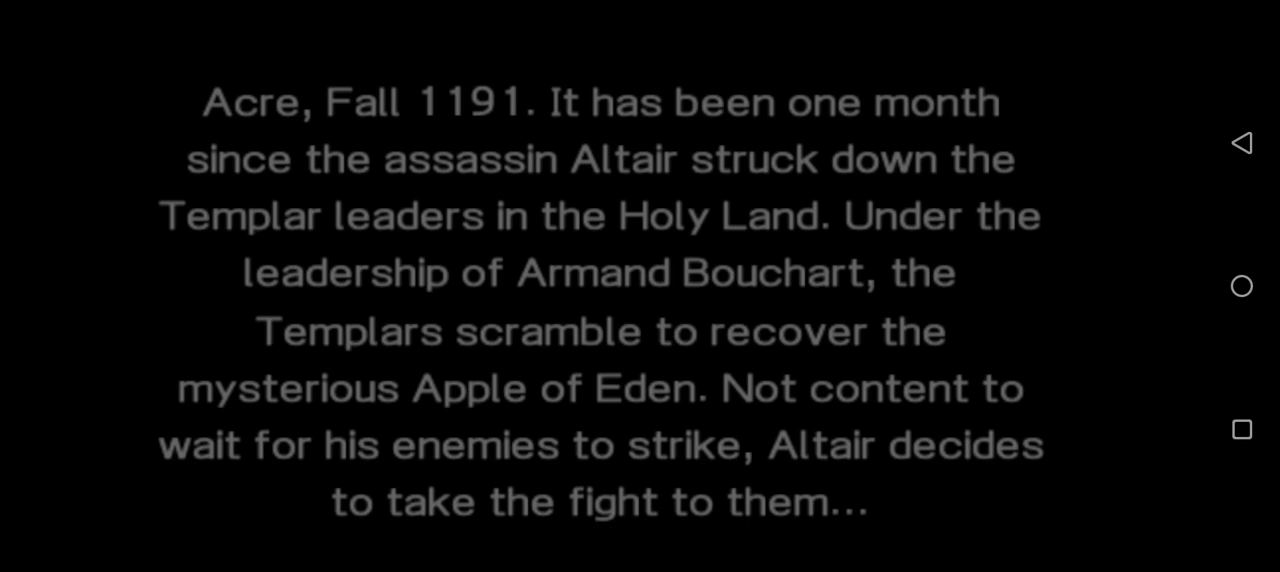 Acre, Fall 1191. It has been one month
since the assassin Altair struck down the
Templar leaders in the Holy Land. Under the
leadership of Armand Bouchart, the
Templars scramble to recover the
mysterious Apple of Eden. Not content to
wait for his enemies to strike, Altair decides
to take the fight to them...